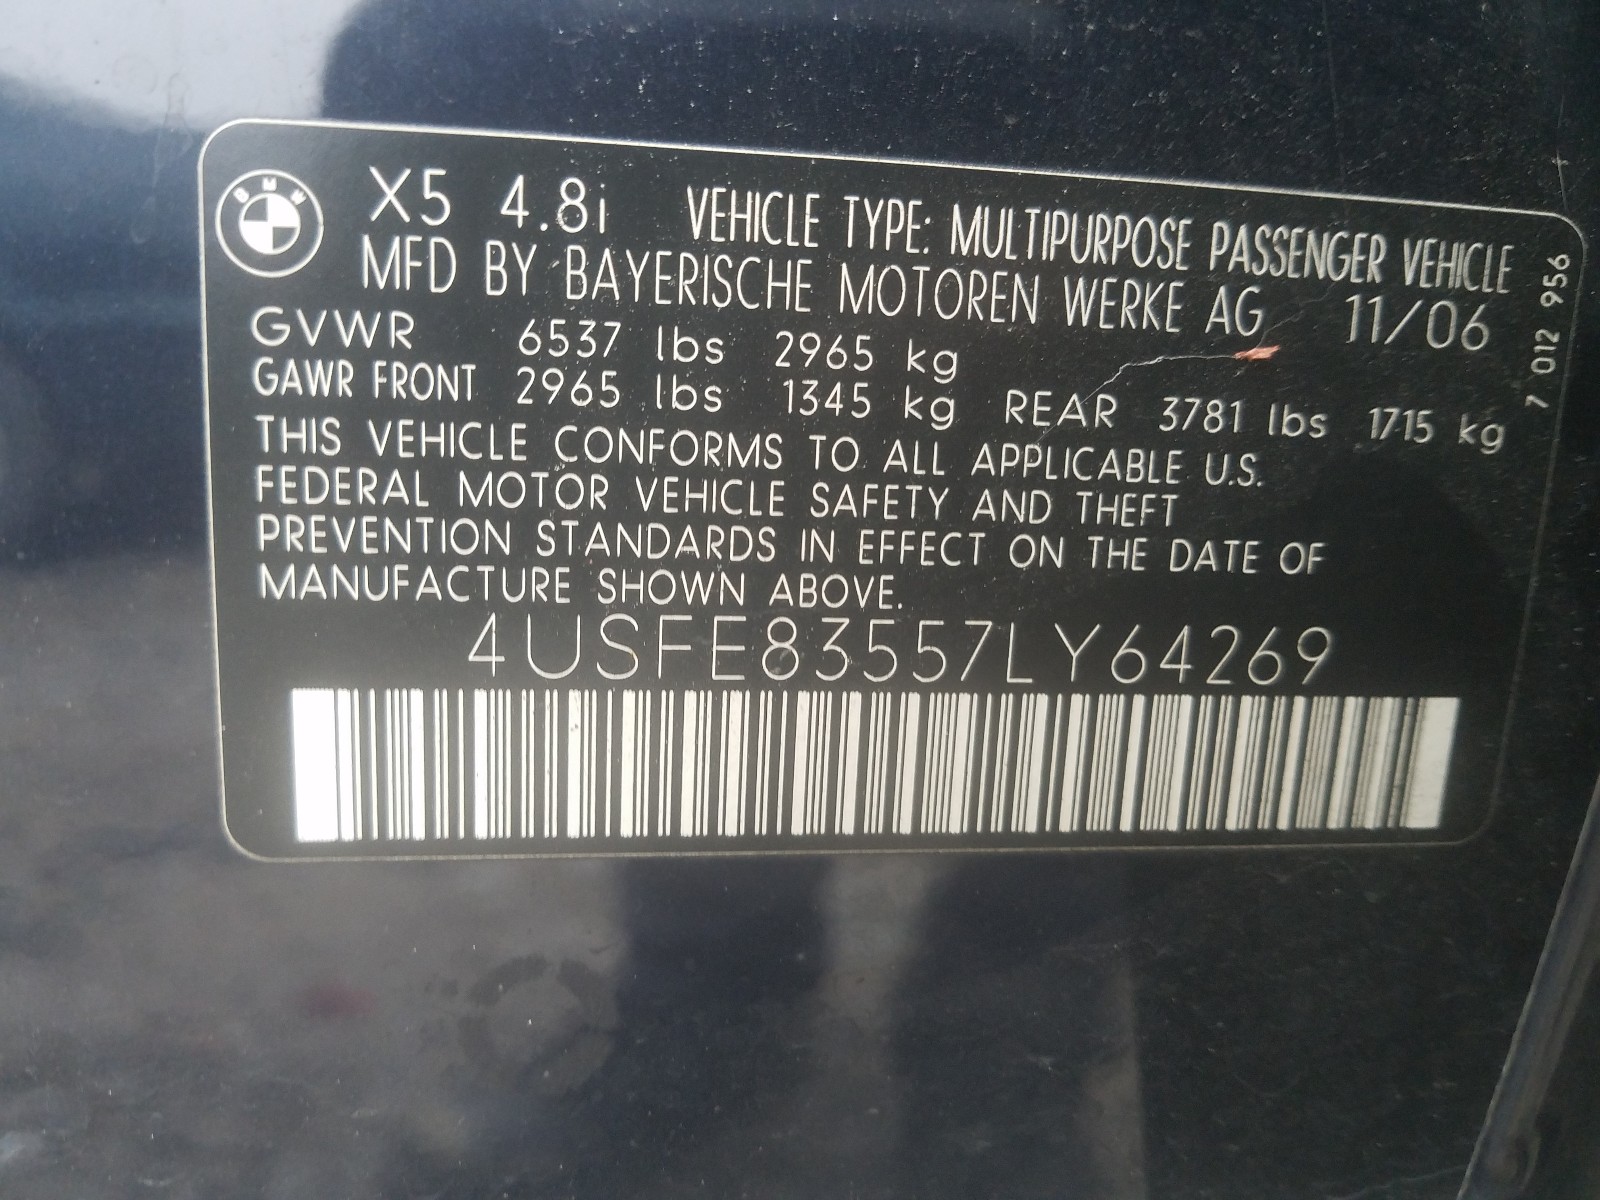 BMW
X5 4.8i VEHICLE TYPE: MULTIPURPOSE PASSENGER VEHICLE
MFD BY BAYERISCHE MOTOREN WERKE AG 11/06
GVWR 6537 lbs 2965 kg
GAWR FRONT 2965 lbs 1345 kg REAR 3781 lbs 1715 kg
THIS VEHICLE CONFORMS TO ALL APPLICABLE U.S.
FEDERAL MOTOR VEHICLE SAFETY AND THEFT
PREVENTION STANDARDS IN EFFECT ON THE DATE OF
MANUFACTURE SHOWN ABOVE.
4USFE83557LY64269
7 012 956